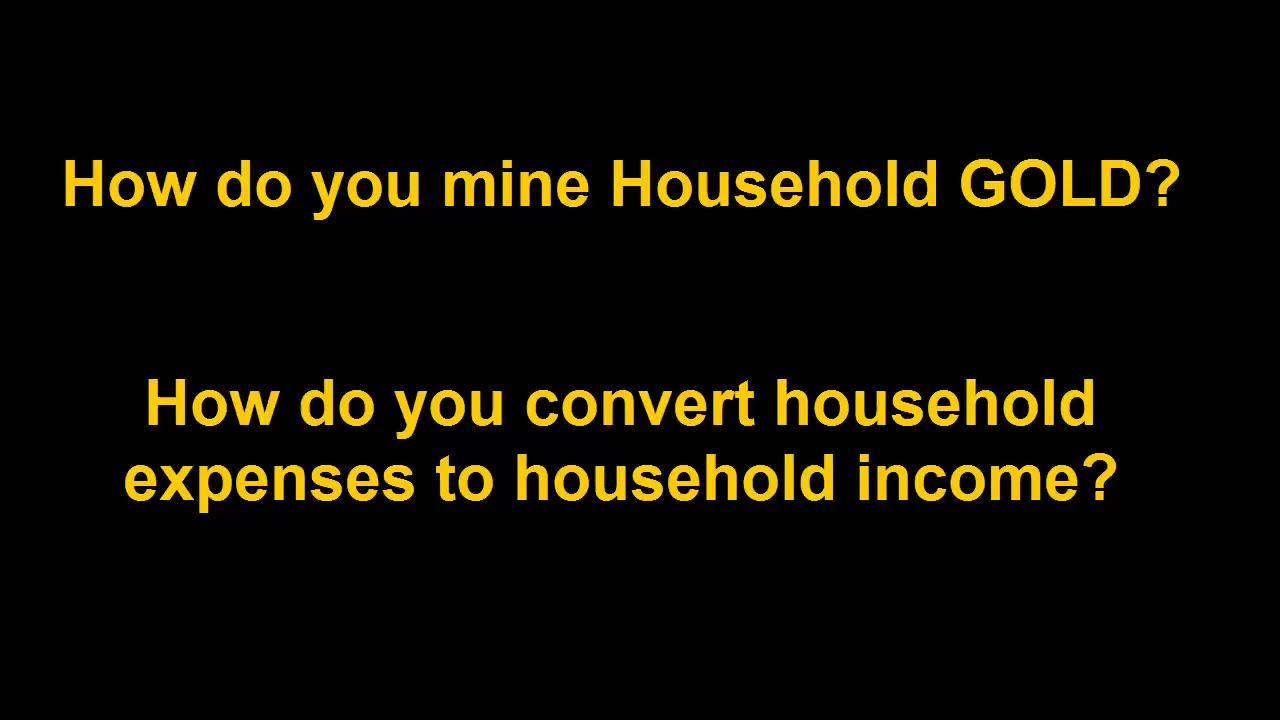 How do you mine Household GOLD?
How do you convert household
expenses to household income?